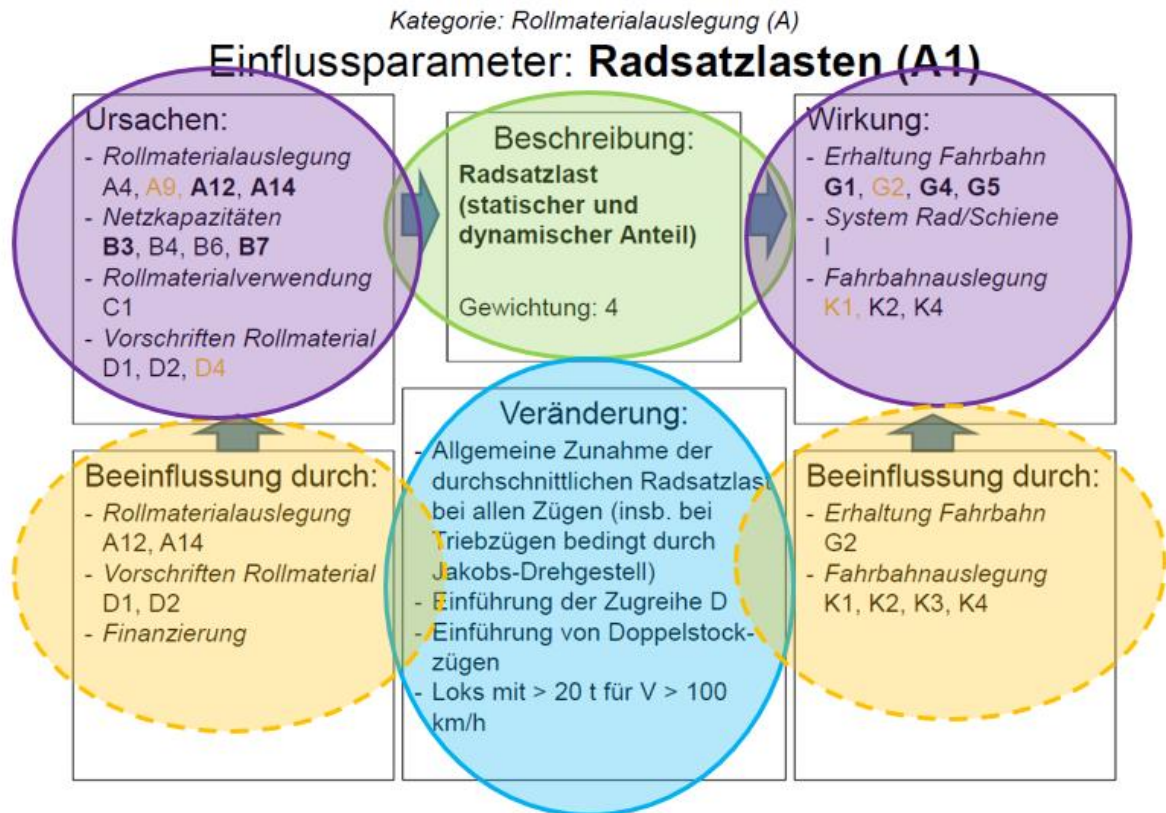 Kategorie: Rollmaterialauslegung (A)
Einflussparameter: Radsatzlasten (A1)
Ursachen:
- Rollmaterialauslegung
A4, A9, A12, A14
- Netzkapazitäten
B3, B4, B6, B7
- Rollmaterialverwendung
C1
- Vorschriften Rollmaterial
D1, D2, D4
Beschreibung:
Radsatzlast
(statischer und
dynamischer Anteil)
Gewichtung: 4
Wirkung:
- Erhaltung Fahrbahn
G1, G2, G4, G5
- System Rad/Schiene
I
- Fahrbahnauslegung
K1, K2, K4
Beeinflussung durch:
- Rollmaterialauslegung
A12, A14
- Vorschriften Rollmaterial
D1, D2
- Finanzierung
Veränderung:
- Allgemeine Zunahme der
durchschnittlichen Radsatzlast
bei allen Zügen (insb. bei
Triebzügen bedingt durch
Jakobs-Drehgestell)
- Einführung der Zugreihe D
- Einführung von Doppelstock-
zügen
- Loks mit > 20 t für V > 100
km/h
Beeinflussung durch:
- Erhaltung Fahrbahn
G2
- Fahrbahnauslegung
K1, K2, K3, K4